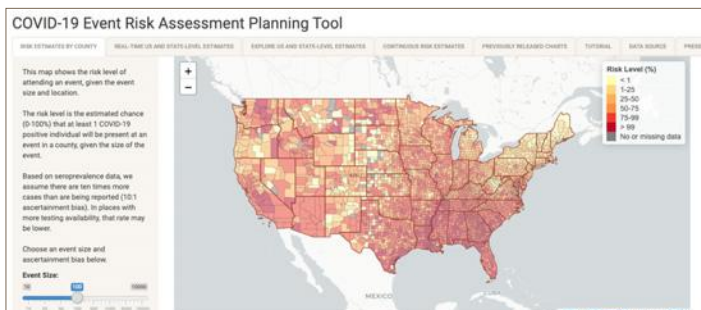 COVID-19 Event Risk Assessment Planning Tool
RISK ESTIMATES BY COUNTY
REAL-TIME US AND STATE-LEVEL ESTIMATES
EXPLORE US AND STATE-LEVEL ESTIMATES
CONTINUOUS RISK ESTIMATES
PREVIOUSLY RELEASED CHARTS
TUTORIAL
DATA SOURCE
This map shows the risk level of
attending an event, given the event
size and location.
The risk level is the estimated chance
(0-100%) that at least 1 COVID-19
positive individual will be present at an
event in a county, given the size of the
event.
Based on seroprevalence data, we
assume there are ten times more
cases than are being reported (10:1
ascertainment bias). In places with
more testing availability, that rate may
be lower.
Choose an event size and
ascertainment bias below.
Event Size:
10
100
+
−
Risk Level (%)
< 1
1-25
25-50
50-75
75-99
> 99
No or missing data
MEXICO